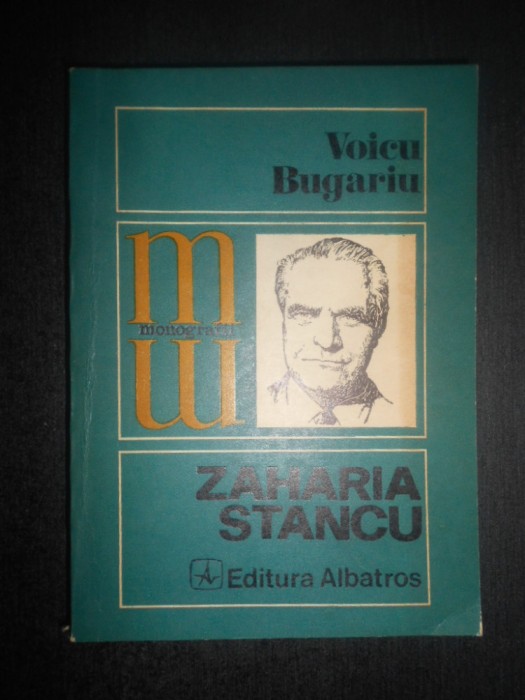 Voicu
Bugariu
m
monografii
m
ZAHARIA
STANCU
Editura Albatros